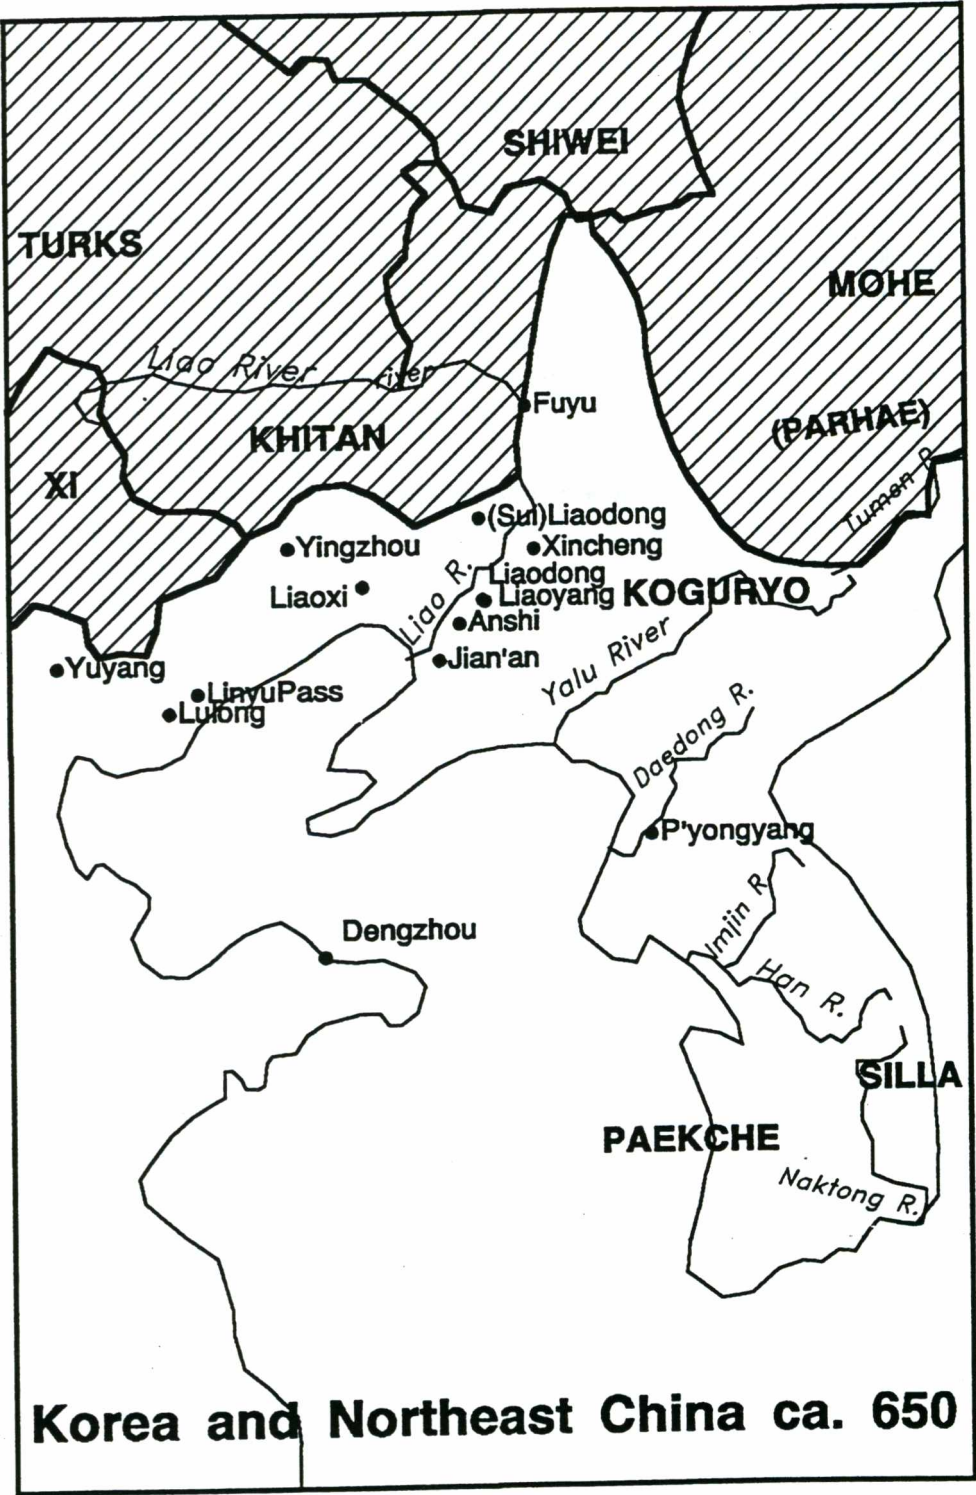 SHIWEI
TURKS
MOHE
Liao River
River
Fuyu
(PARHAE)
KHITAN
XI
Tumen R.
(Sui)Liaodong
Yingzhou
Xincheng
Liao R.
Liaodong
Liaoxi
Liaoyang
KOGURYO
Anshi
Yalu River
Jian'an
Yuyang
LinyuPass
Lulong
Daedong R.
P'yongyang
Imjin R.
Dengzhou
Han R.
SILLA
PAEKCHE
Naktong R.
Korea and Northeast China ca. 650